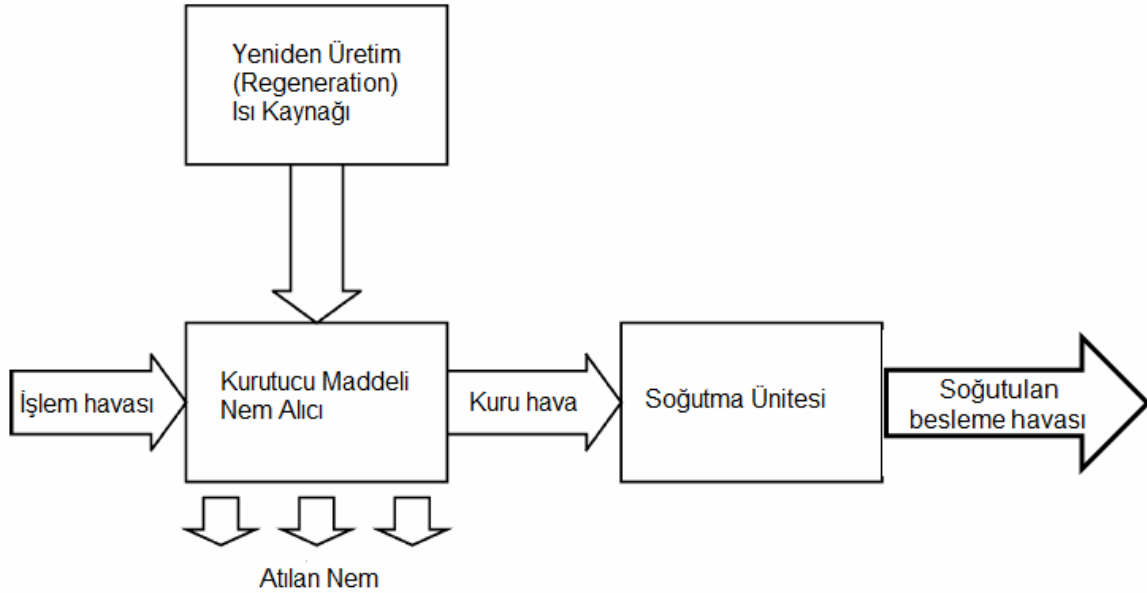 Yeniden Üretim
(Regeneration)
Isı Kaynağı
İşlem havası
Kurutucu Maddeli
Nem Alıcı
Kuru hava
Soğutma Ünitesi
Soğutulan
besleme havası
Atılan Nem